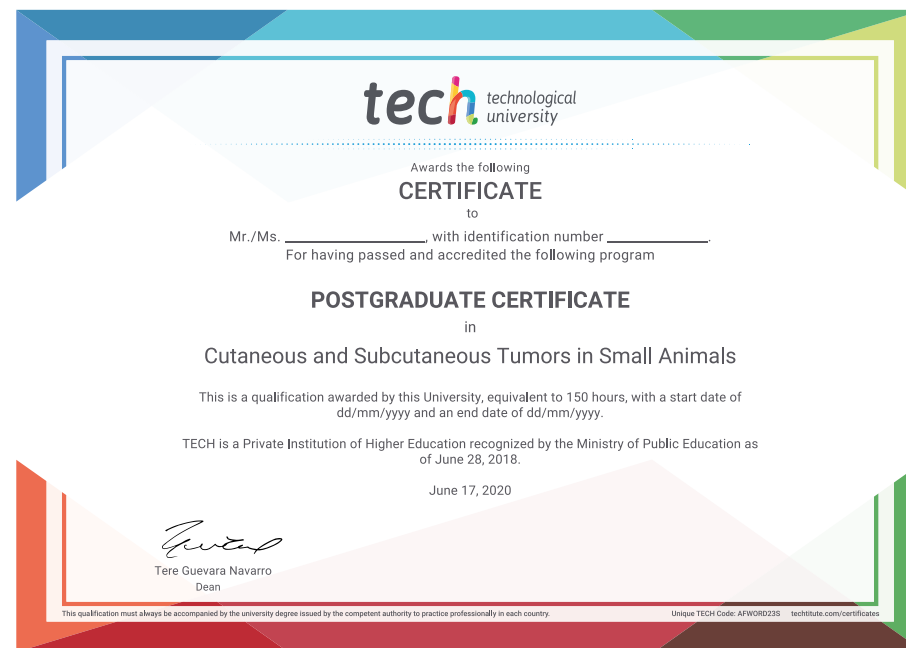 tech technological
university
Awards the following
CERTIFICATE
to
Mr./Ms. ____________________, with identification number __________________.
For having passed and accredited the following program
POSTGRADUATE CERTIFICATE
in
Cutaneous and Subcutaneous Tumors in Small Animals
This is a qualification awarded by this University, equivalent to 150 hours, with a start date of
dd/mm/yyyy and an end date of dd/mm/yyyy.
TECH is a Private Institution of Higher Education recognized by the Ministry of Public Education as
of June 28, 2018.
June 17, 2020
Tere Guevara Navarro
Dean
This qualification must always be accompanied by the university degree issued by the competent authority to practice professionally in each country.
Unique TECH Code: AFWORD23S techtitute.com/certificates